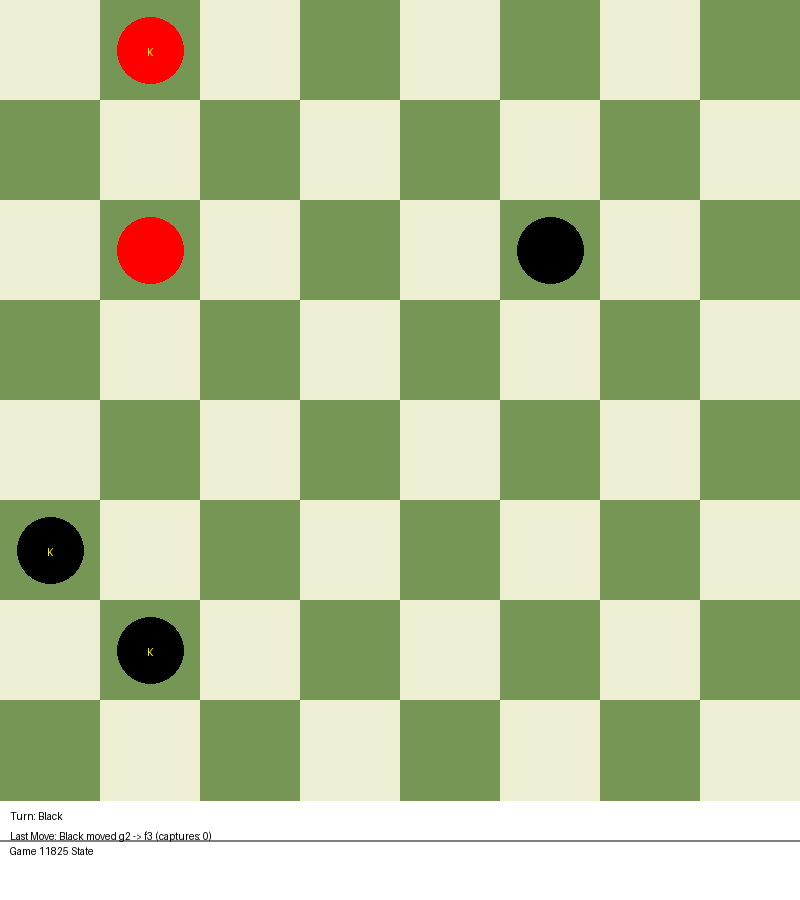 K
K
K
Turn: Black
Last Move: Black moved g2 -> f3 (captures: 0)
Game 11825 State